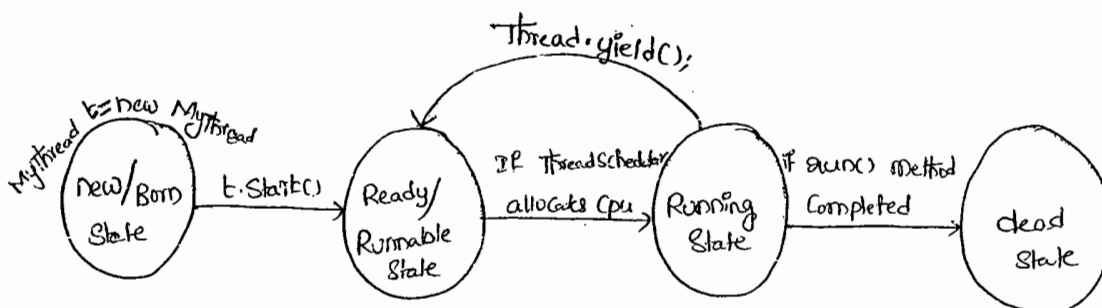 Thread.yield();
MyThread t=new MyThread
new/Born
State
t.Start()
Ready/
Runnable
State
If ThreadScheduler
allocats Cpu
Running
State
if run() method
Completed
dead
State